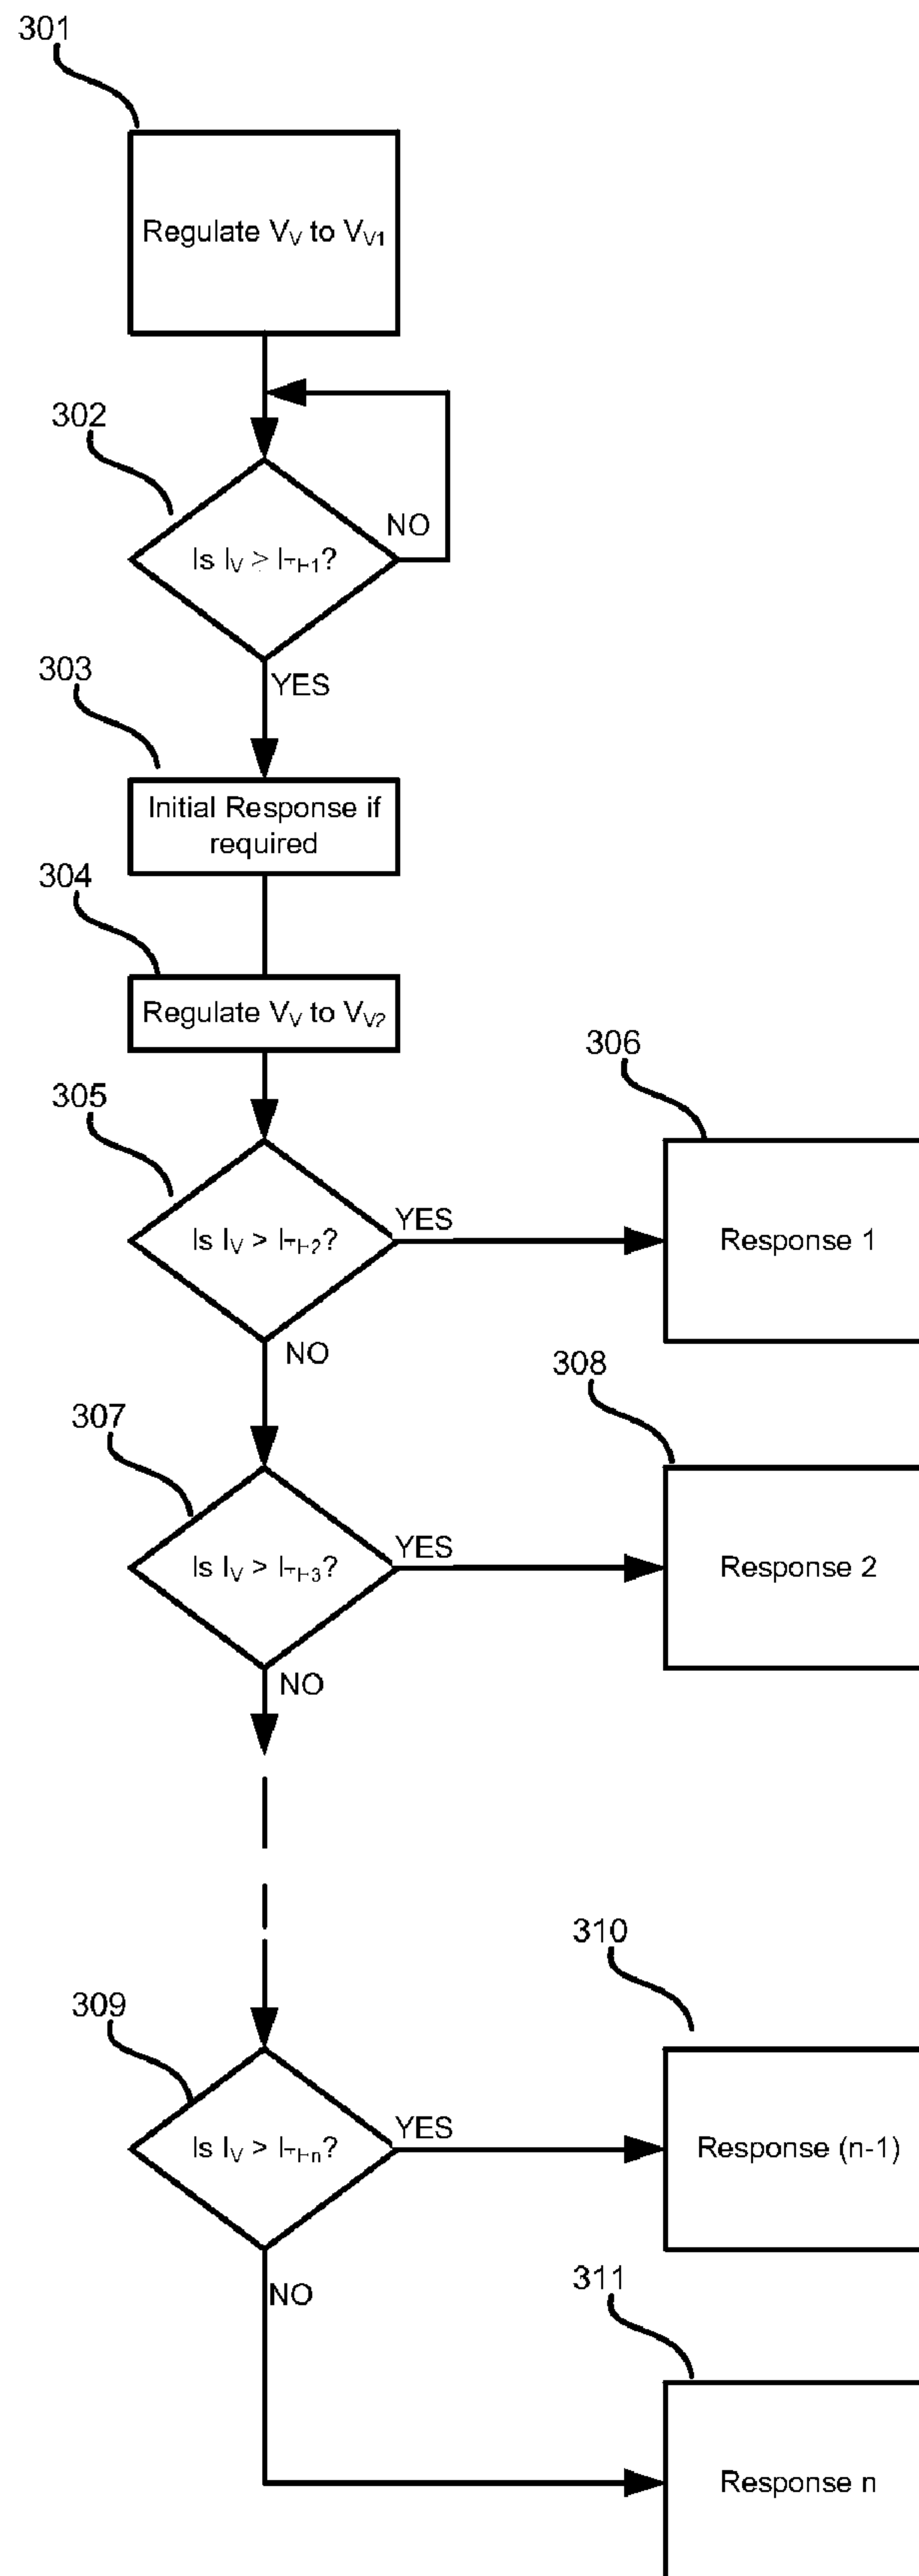 301
Regulate V_V to V_V1
302
NO
Is I_V > I_TH1?
YES
303
Initial Response if
required
304
Regulate V_V to V_V2
305
306
Is I_V > I_TH2?
YES
Response 1
NO
307
308
Is I_V > I_TH3?
YES
Response 2
NO
309
310
Is I_V > I_THn?
YES
Response (n-1)
NO
311
Response n